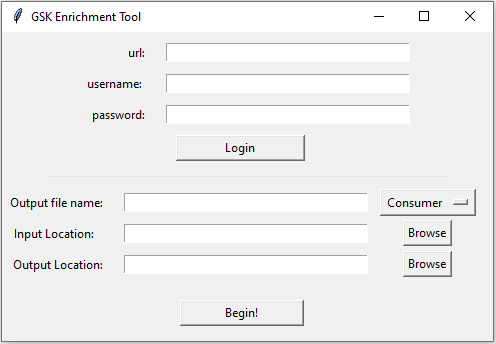 GSK Enrichment Tool
url:
username:
password:
Login
Output file name: Consumer
Input Location: Browse
Output Location: Browse
Begin!